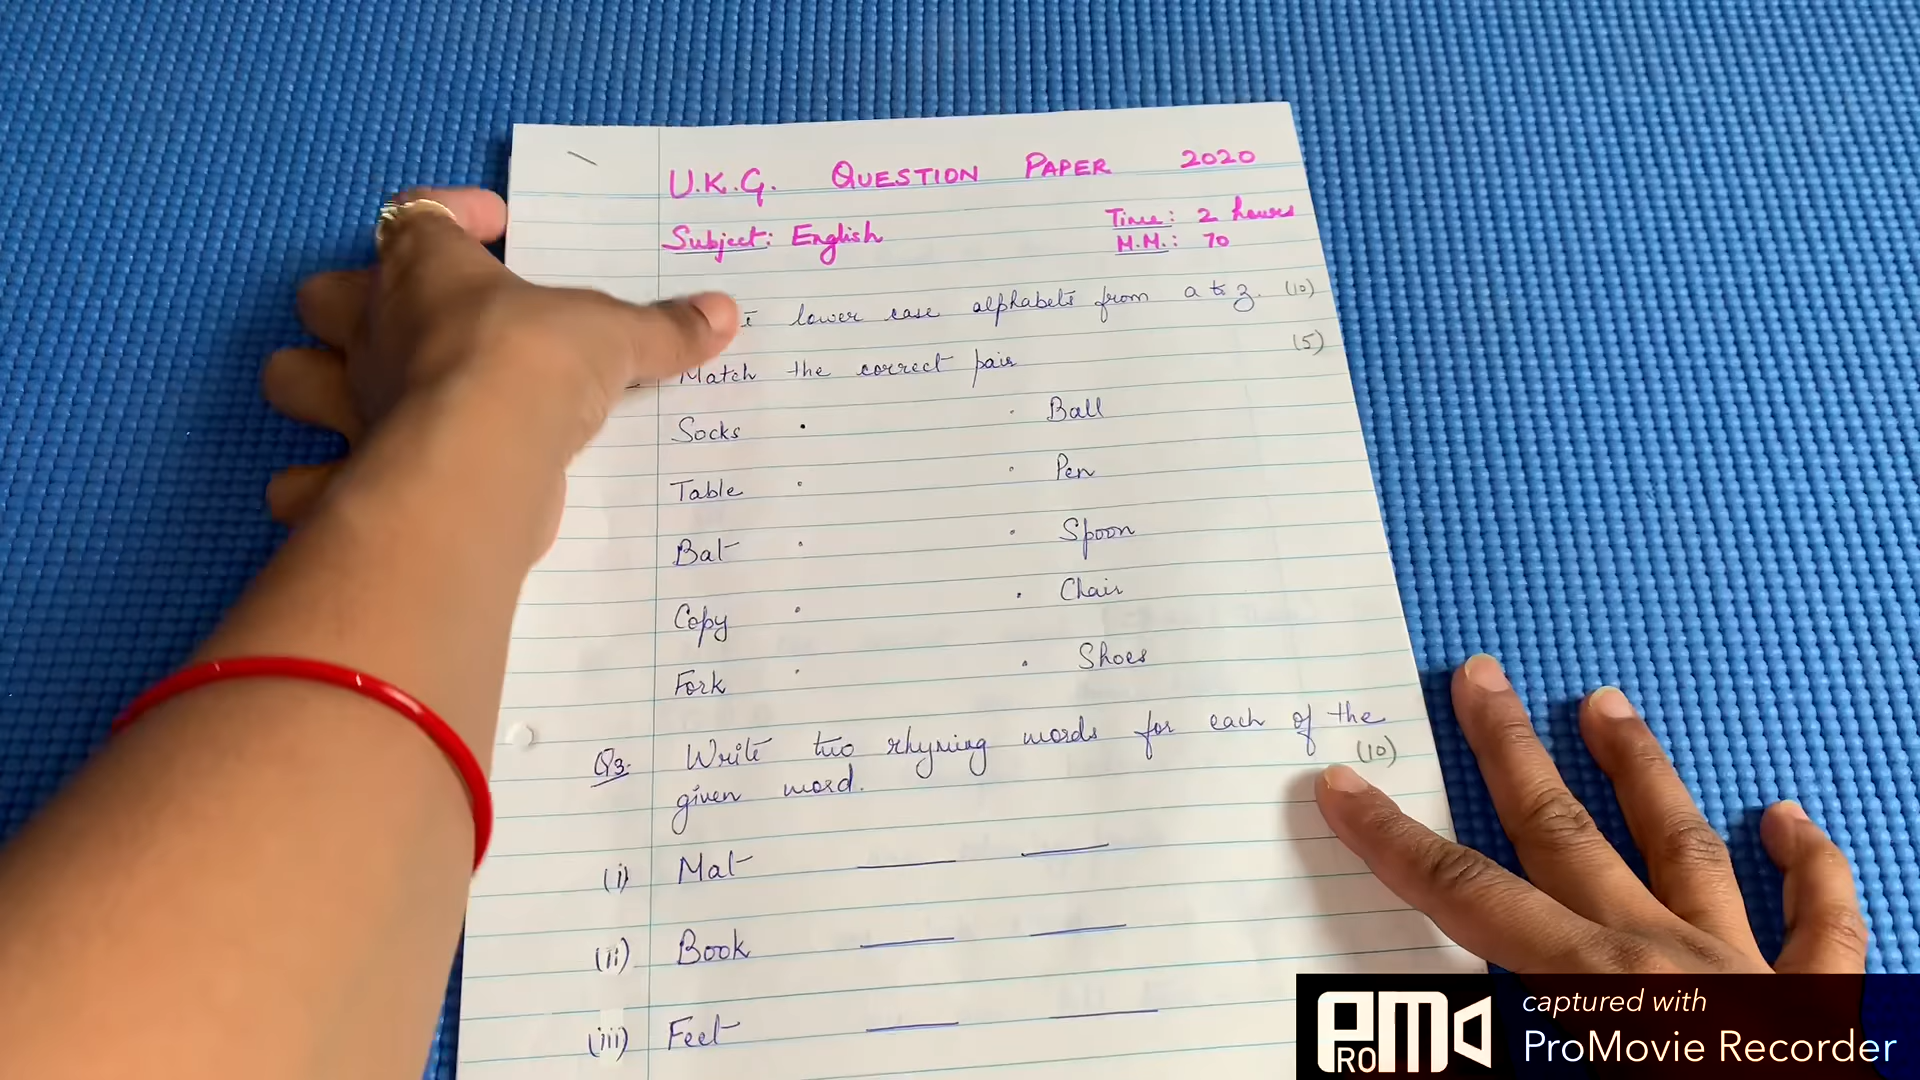 U.K.G. QUESTION PAPER 2020
Subject: English
Time: 2 hours
M.M.: 70
lower case alphabets from a to z. (10)
Match the correct pair (5)
Socks . . Ball
Table . . Pen
Bat . . Spoon
Copy . . Chair
Fork . . Shoes
Q3. Write two rhyming words for each of the
given word. (10)
(i) Mat
(ii) Book
(iii) Feet
PRO M
captured with
ProMovie Recorder